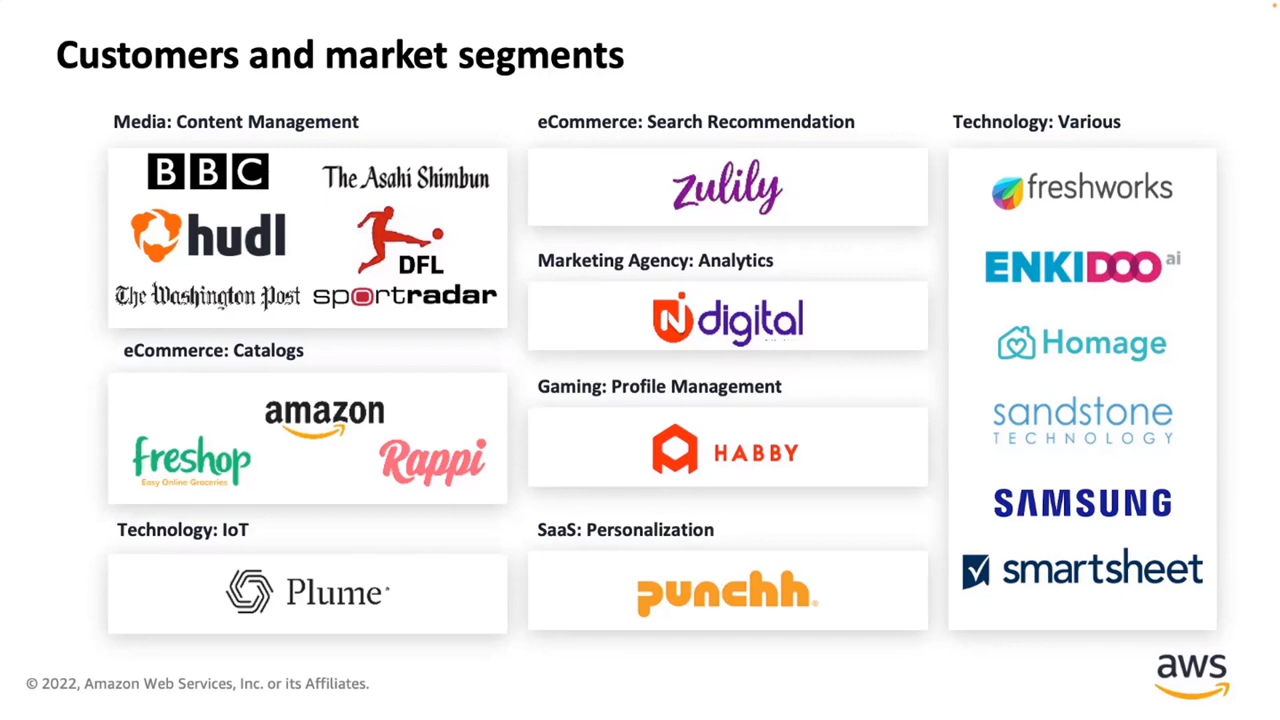 Customers and market segments
Media: Content Management
BBC
The Asahi Shimbun
hudl
DFL
The Washington Post
sportradar
eCommerce: Catalogs
amazon
freshop
Easy Online Groceries
Rappi
Technology: IoT
Plume
eCommerce: Search Recommendation
zulily
Marketing Agency: Analytics
N digital
Gaming: Profile Management
HABBY
SaaS: Personalization
punchh®
Technology: Various
freshworks
ENKIDOO ai
Homage
sandstone
TECHNOLOGY
SAMSUNG
smartsheet
© 2022, Amazon Web Services, Inc. or its Affiliates.
aws